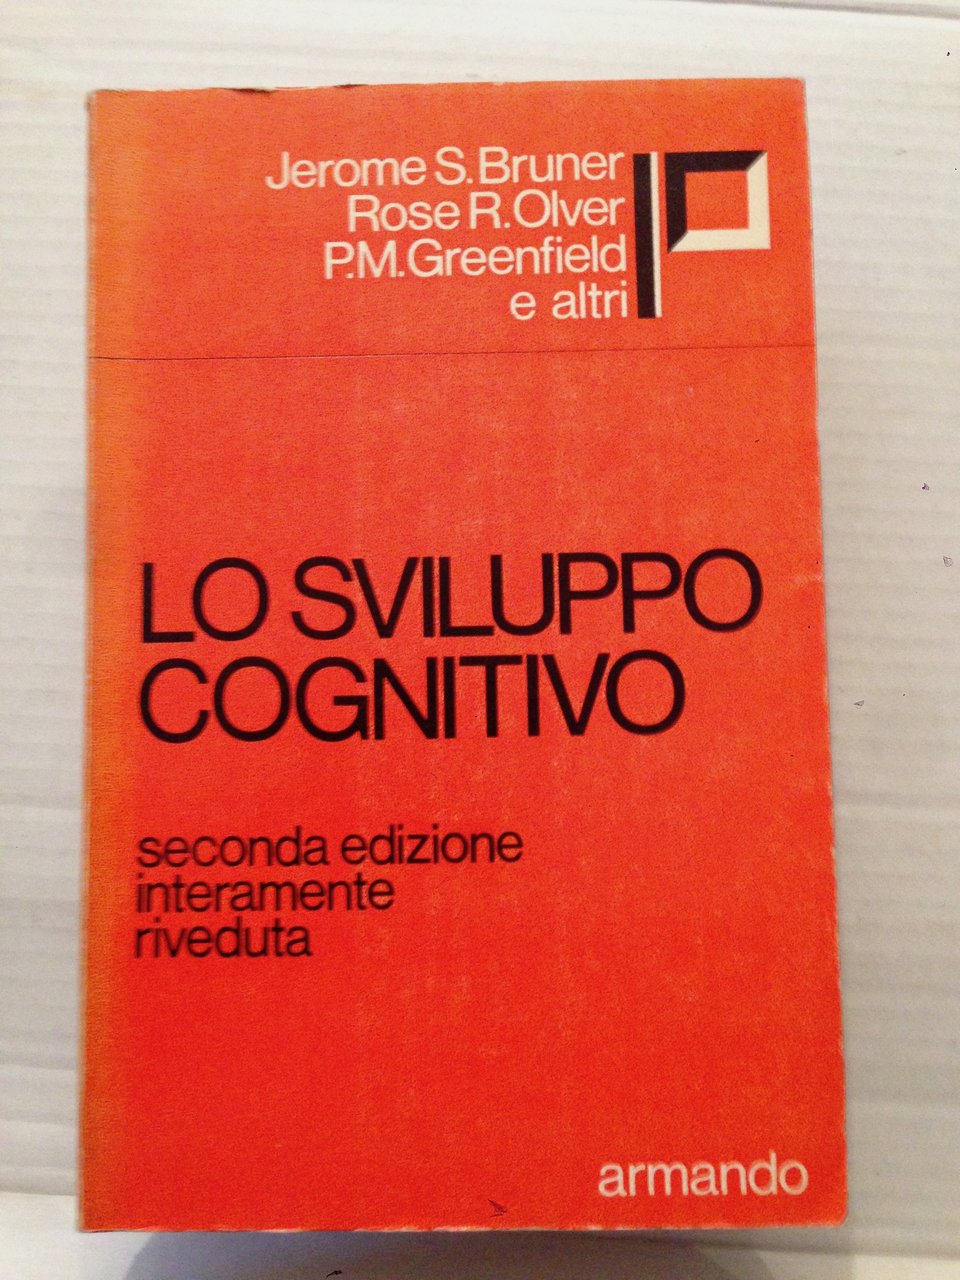 Jerome S. Bruner
Rose R. Olver
P.M. Greenfield
e altri
LO SVILUPPO
COGNITIVO
seconda edizione
interamente
riveduta
armando